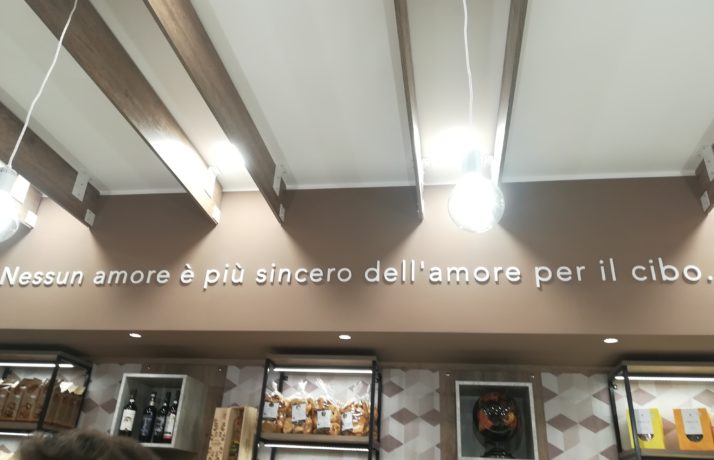 Nessun amore è più sincero dell'amore per il cibo.